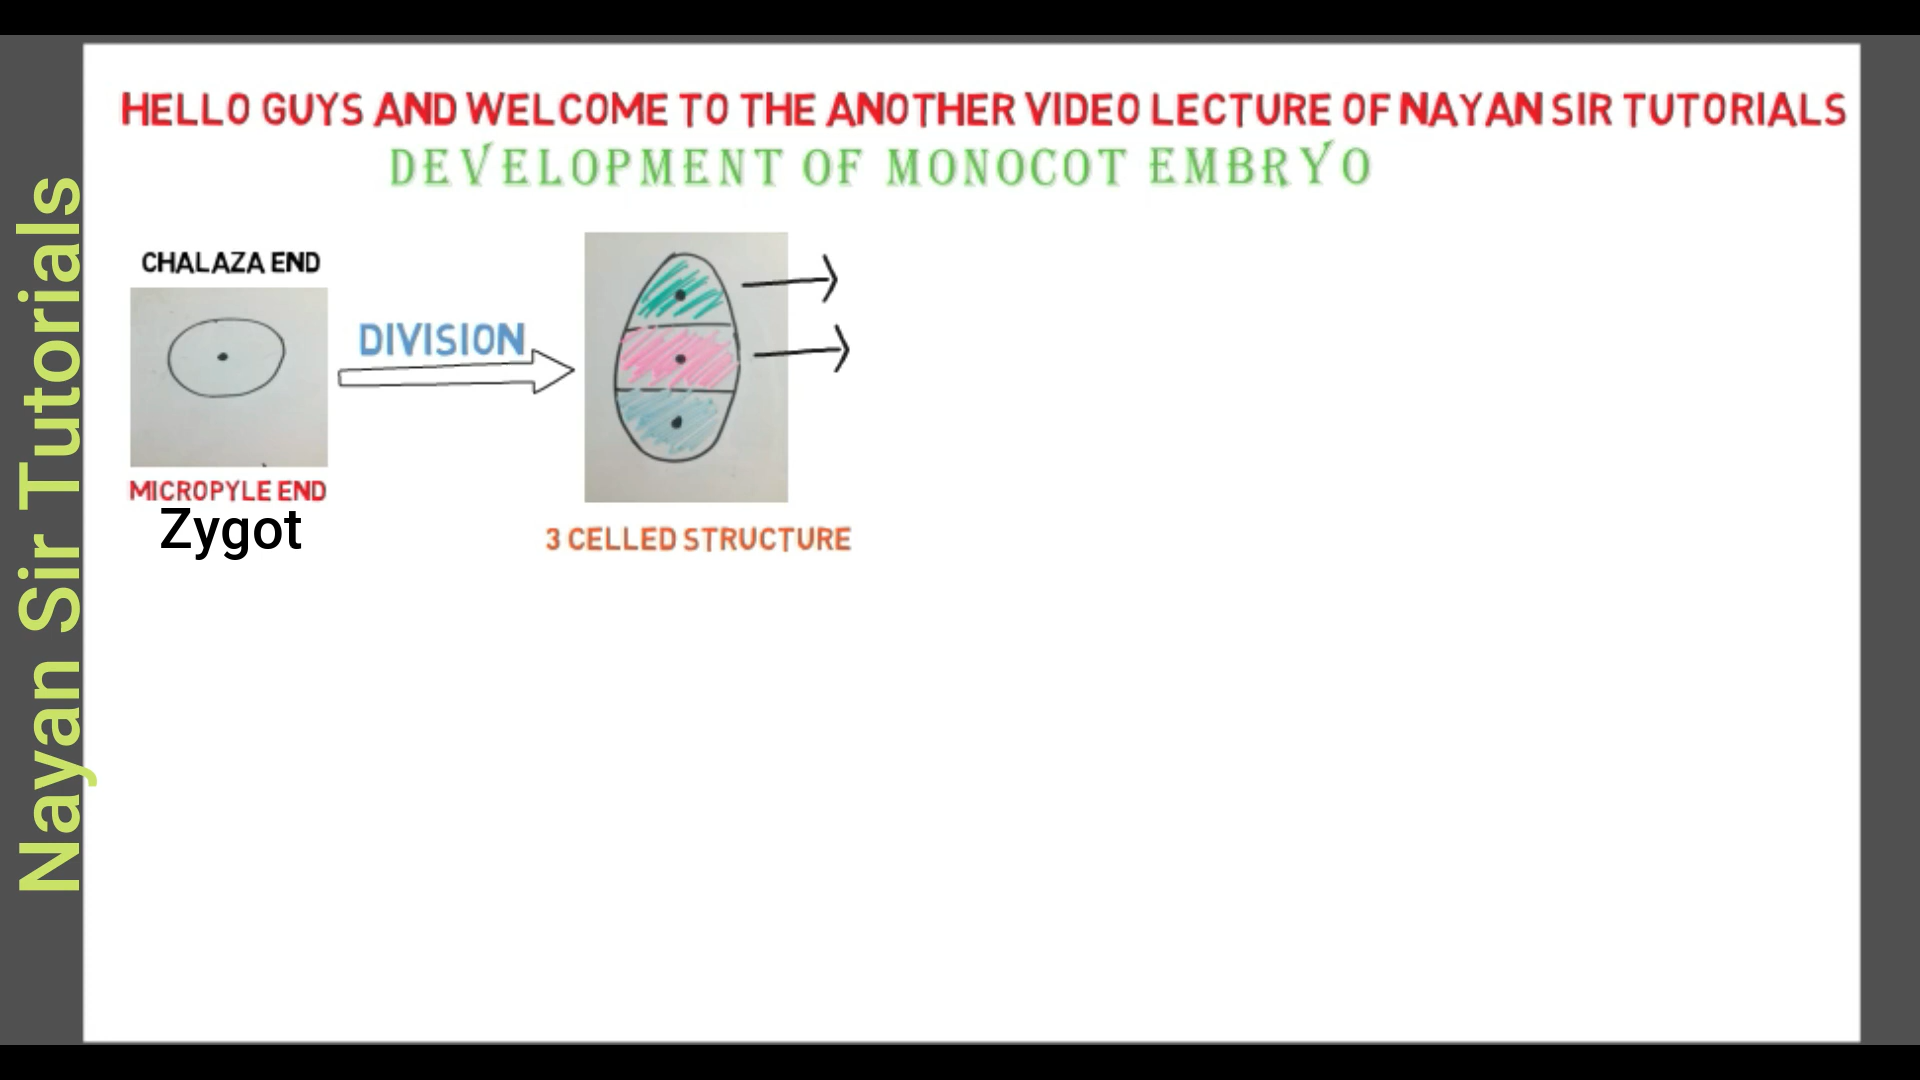 HELLO GUYS AND WELCOME TO THE ANOTHER VIDEO LECTURE OF NAYAN SIR TUTORIALS
DEVELOPMENT OF MONOCOT EMBRYO
CHALAZA END
DIVISION
MICROPYLE END
Zygot
3 CELLED STRUCTURE
Nayan Sir Tutorials